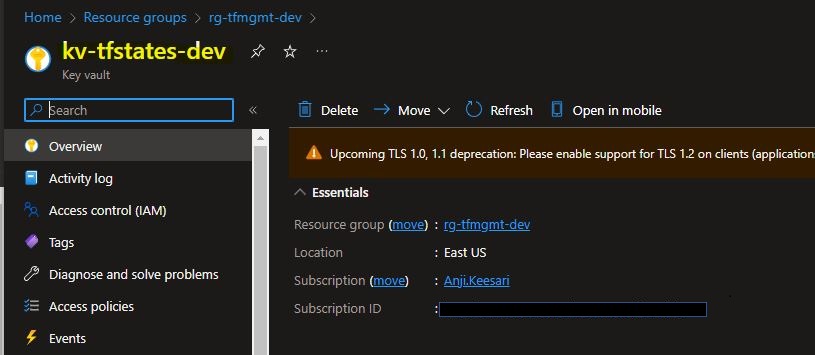 Home > Resource groups > rg-tfmgmt-dev >
kv-tfstates-dev ...
Key vault
Search «
Overview
Activity log
Access control (IAM)
Tags
Diagnose and solve problems
Access policies
Events
Delete Move Refresh Open in mobile
Upcoming TLS 1.0, 1.1 deprecation: Please enable support for TLS 1.2 on clients (applications
Essentials
Resource group (move) : rg-tfmgmt-dev
Location : East US
Subscription (move) : Anji.Keesari
Subscription ID :